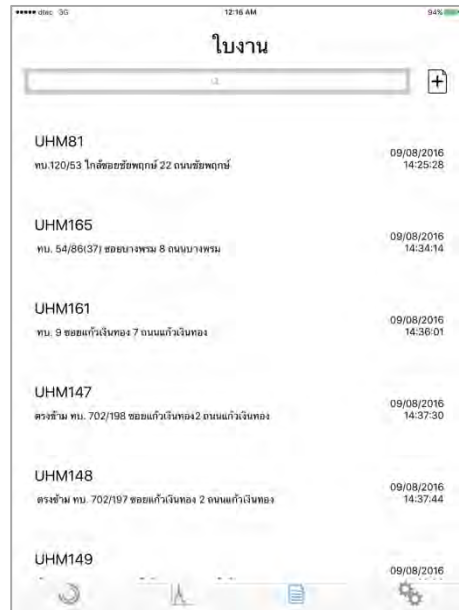 dtac 3G 12:16 AM 94%
ใบงาน
UHM81
ทบ.120/53 ใกล้ซอยชัยพฤกษ์ 22 ถนนชัยพฤกษ์
09/08/2016
14:25:28
UHM165
ทบ. 54/86(37) ซอยบางพรม 8 ถนนบางพรม
09/08/2016
14:34:14
UHM161
ทบ. 9 ซอยแก้วเงินทอง 7 ถนนแก้วเงินทอง
09/08/2016
14:36:01
UHM147
ตรงข้าม ทบ. 702/198 ซอยแก้วเงินทอง2 ถนนแก้วเงินทอง
09/08/2016
14:37:30
UHM148
ตรงข้าม ทบ. 702/197 ซอยแก้วเงินทอง 2 ถนนแก้วเงินทอง
09/08/2016
14:37:44
UHM149
09/08/2016